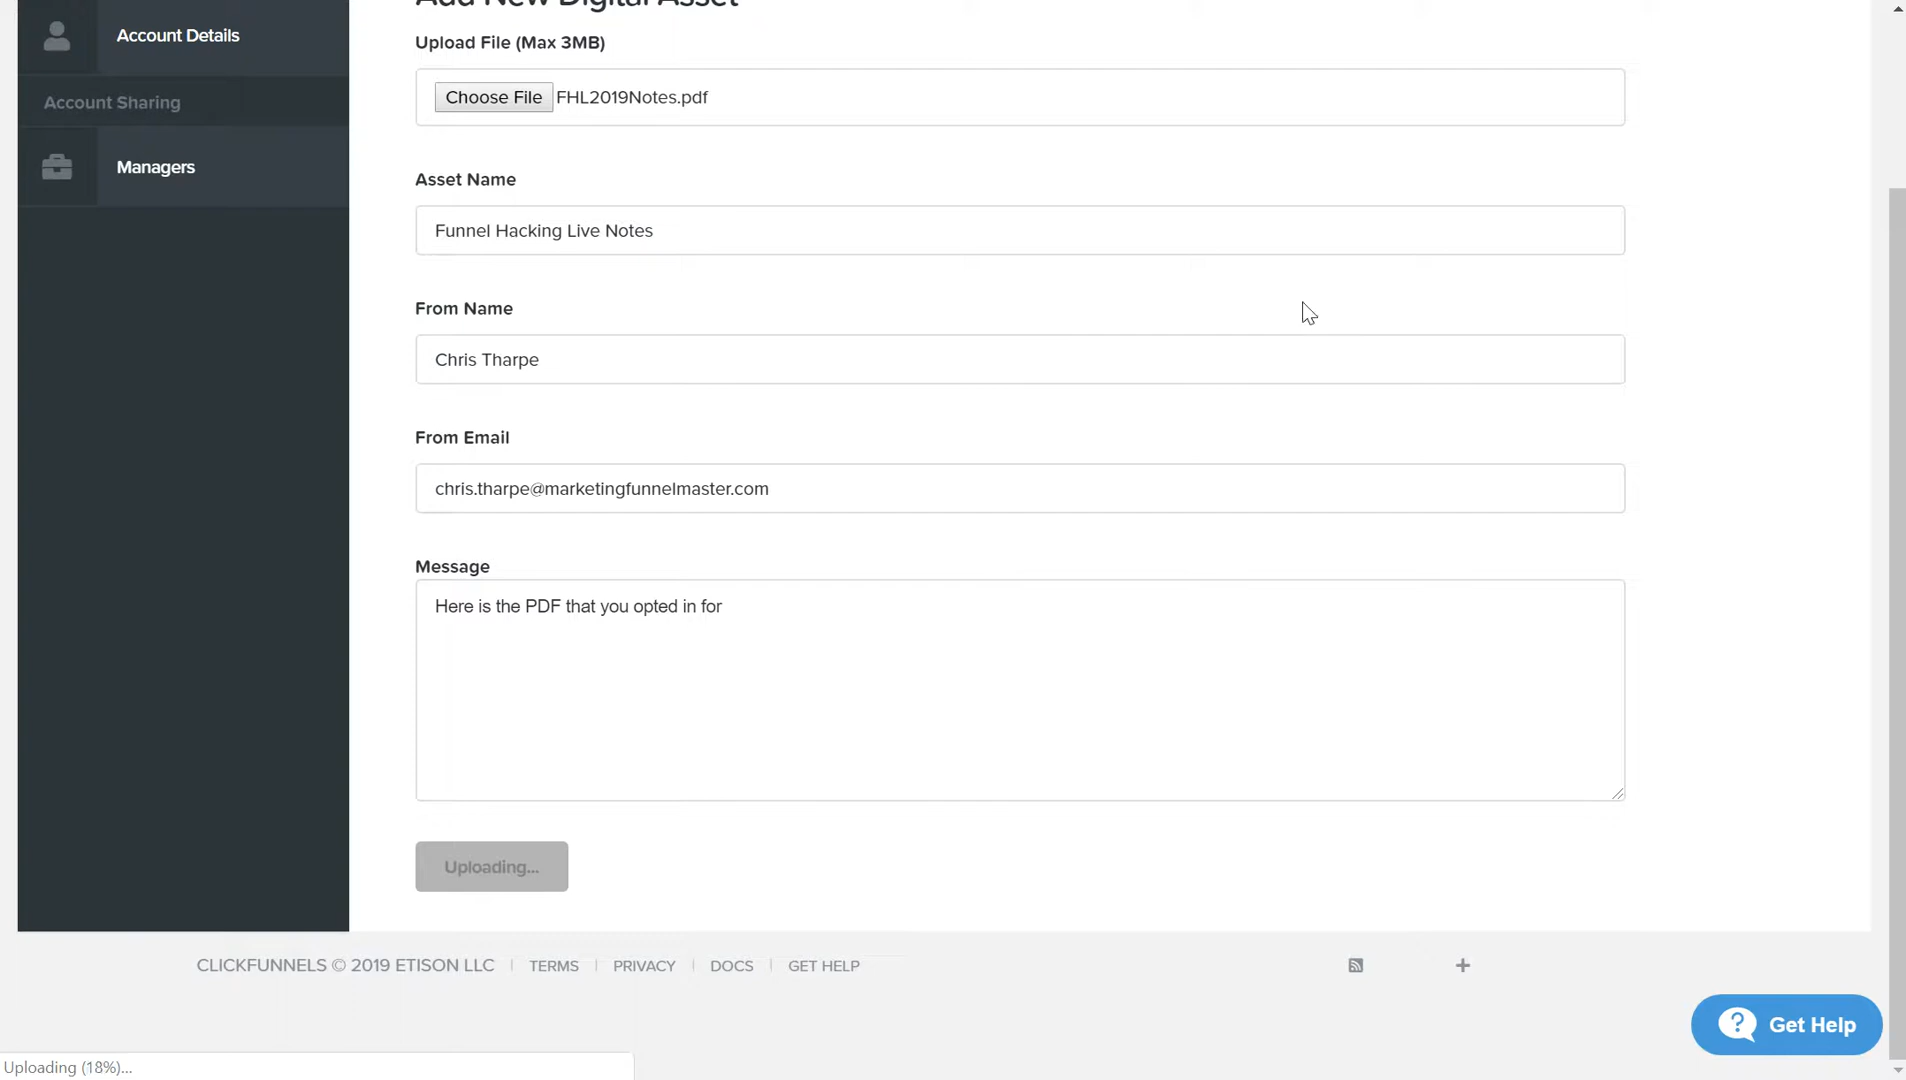 Add New Digital Asset
Account Details
Account Sharing
Managers
Upload File (Max 3MB)
Choose File FHL2019Notes.pdf
Asset Name
Funnel Hacking Live Notes
From Name
Chris Tharpe
From Email
chris.tharpe@marketingfunnelmaster.com
Message
Here is the PDF that you opted in for
Uploading...
CLICKFUNNELS © 2019 ETISON LLC | TERMS | PRIVACY | DOCS | GET HELP
? Get Help
Uploading (18%)...